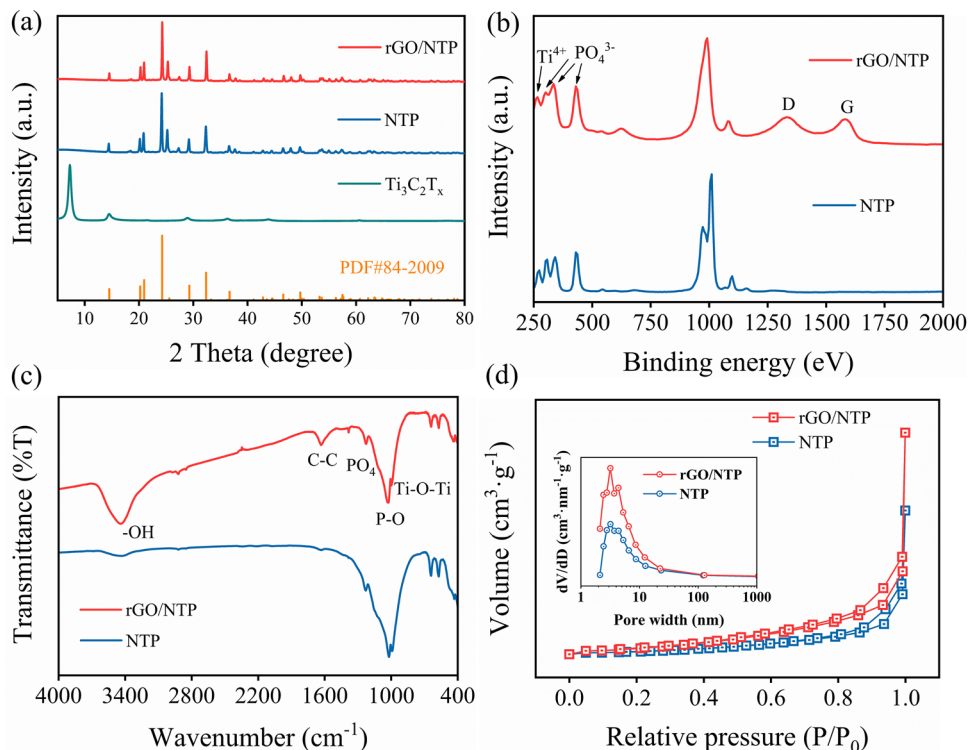 (a)
Intensity (a.u.)
rGO/NTP
NTP
Ti₃C₂Tₓ
PDF#84-2009
10 20 30 40 50 60 70 80
2 Theta (degree)
(b)
Intensity (a.u.)
Ti⁴⁺ PO₄³⁻
rGO/NTP
D G
NTP
250 500 750 1000 1250 1500 1750 2000
Binding energy (eV)
(c)
Transmittance (%T)
C-C
PO₄
Ti-O-Ti
P-O
-OH
rGO/NTP
NTP
4000 3400 2800 2200 1600 1000 400
Wavenumber (cm⁻¹)
(d)
Volume (cm³·g⁻¹)
rGO/NTP
NTP
dV/dD (cm³·nm⁻¹·g⁻¹)
rGO/NTP
NTP
1 10 100 1000
Pore width (nm)
0.0 0.2 0.4 0.6 0.8 1.0
Relative pressure (P/P₀)